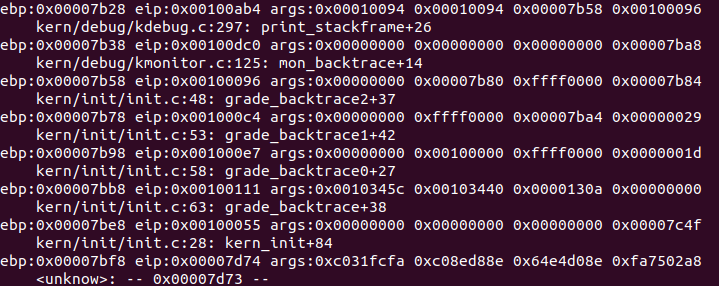 ebp:0x00007b28 eip:0x00100ab4 args:0x00010094 0x00010094 0x00007b58 0x00100096
kern/debug/kdebug.c:297: print_stackframe+26
ebp:0x00007b38 eip:0x00100dc0 args:0x00000000 0x00000000 0x00000000 0x00007ba8
kern/debug/kmonitor.c:125: mon_backtrace+14
ebp:0x00007b58 eip:0x00100096 args:0x00000000 0x00007b80 0xffff0000 0x00007b84
kern/init/init.c:48: grade_backtrace2+37
ebp:0x00007b78 eip:0x001000c4 args:0x00000000 0xffff0000 0x00007ba4 0x00000029
kern/init/init.c:53: grade_backtrace1+42
ebp:0x00007b98 eip:0x001000e7 args:0x00000000 0x00100000 0xffff0000 0x0000001d
kern/init/init.c:58: grade_backtrace0+27
ebp:0x00007bb8 eip:0x00100111 args:0x0010345c 0x00103440 0x0000130a 0x00000000
kern/init/init.c:63: grade_backtrace+38
ebp:0x00007be8 eip:0x00100055 args:0x00000000 0x00000000 0x00000000 0x00007c4f
kern/init/init.c:28: kern_init+84
ebp:0x00007bf8 eip:0x00007d74 args:0xc031fcfa 0xc08ed88e 0x64e4d08e 0xfa7502a8
<unknow>: -- 0x00007d73 --